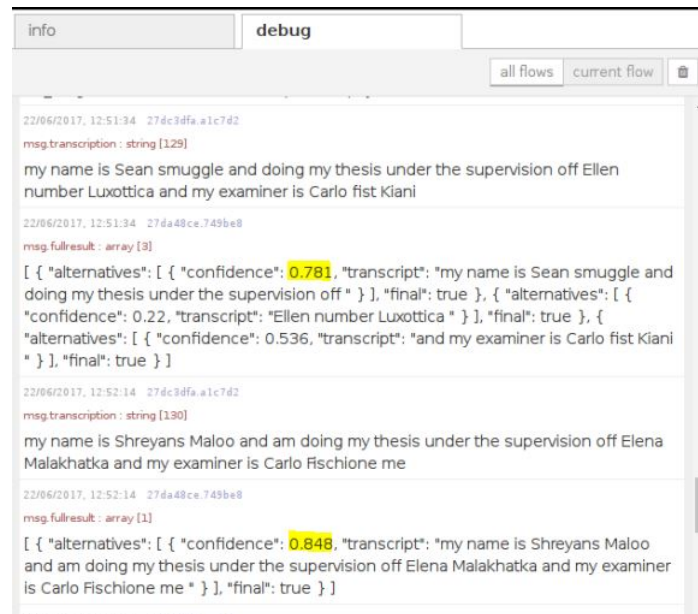 info debug
all flows current flow
22/06/2017, 12:51:34 27dc3dfa.a1c7d2
msg.transcription : string [129]
my name is Sean smuggle and doing my thesis under the supervision off Ellen
number Luxottica and my examiner is Carlo fist Kiani
22/06/2017, 12:51:34 27da48ce.749be8
msg.fullresult : array [3]
[ { "alternatives": [ { "confidence": 0.781, "transcript": "my name is Sean smuggle and
doing my thesis under the supervision off " } ], "final": true }, { "alternatives": [ {
"confidence": 0.22, "transcript": "Ellen number Luxottica " } ], "final": true }, {
"alternatives": [ { "confidence": 0.536, "transcript": "and my examiner is Carlo fist Kiani
" } ], "final": true } ]
22/06/2017, 12:52:14 27dc3dfa.a1c7d2
msg.transcription : string [130]
my name is Shreyans Maloo and am doing my thesis under the supervision off Elena
Malakhatka and my examiner is Carlo Fischione me
22/06/2017, 12:52:14 27da48ce.749be8
msg.fullresult : array [1]
[ { "alternatives": [ { "confidence": 0.848, "transcript": "my name is Shreyans Maloo
and am doing my thesis under the supervision off Elena Malakhatka and my examiner
is Carlo Fischione me " } ], "final": true } ]